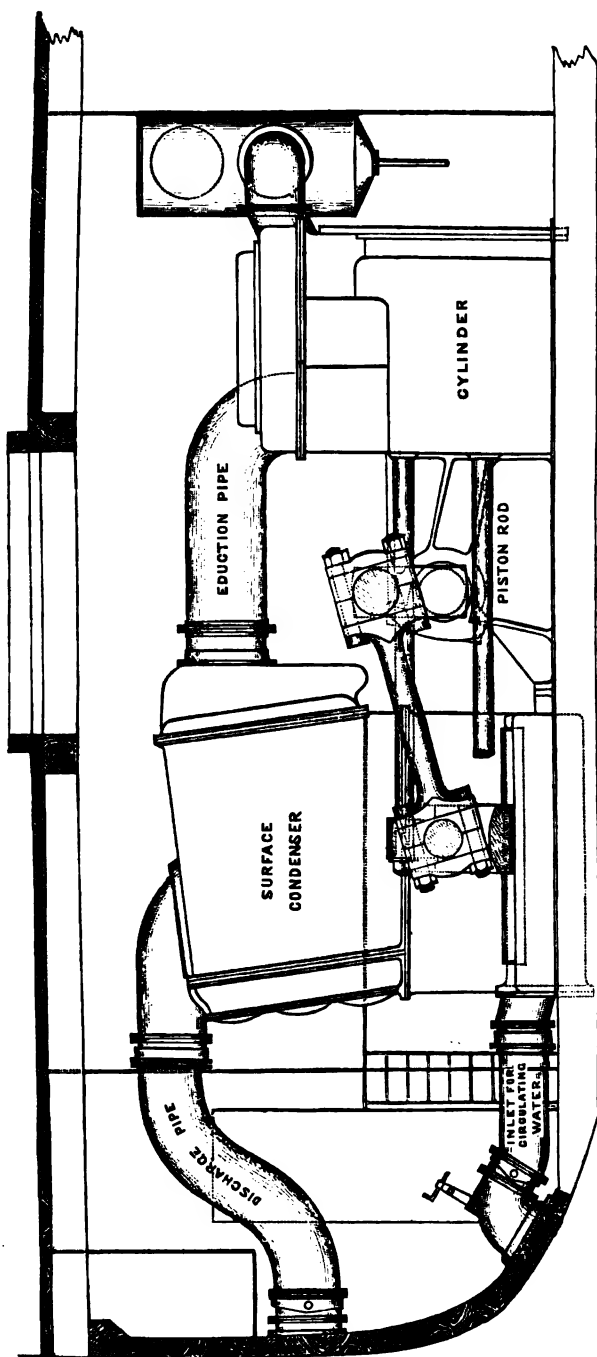 CYLINDER
EDUCTION PIPE
PISTON ROD
SURFACE
CONDENSER
INLET FOR
CIRCULATING
WATER
DISCHARGE PIPE